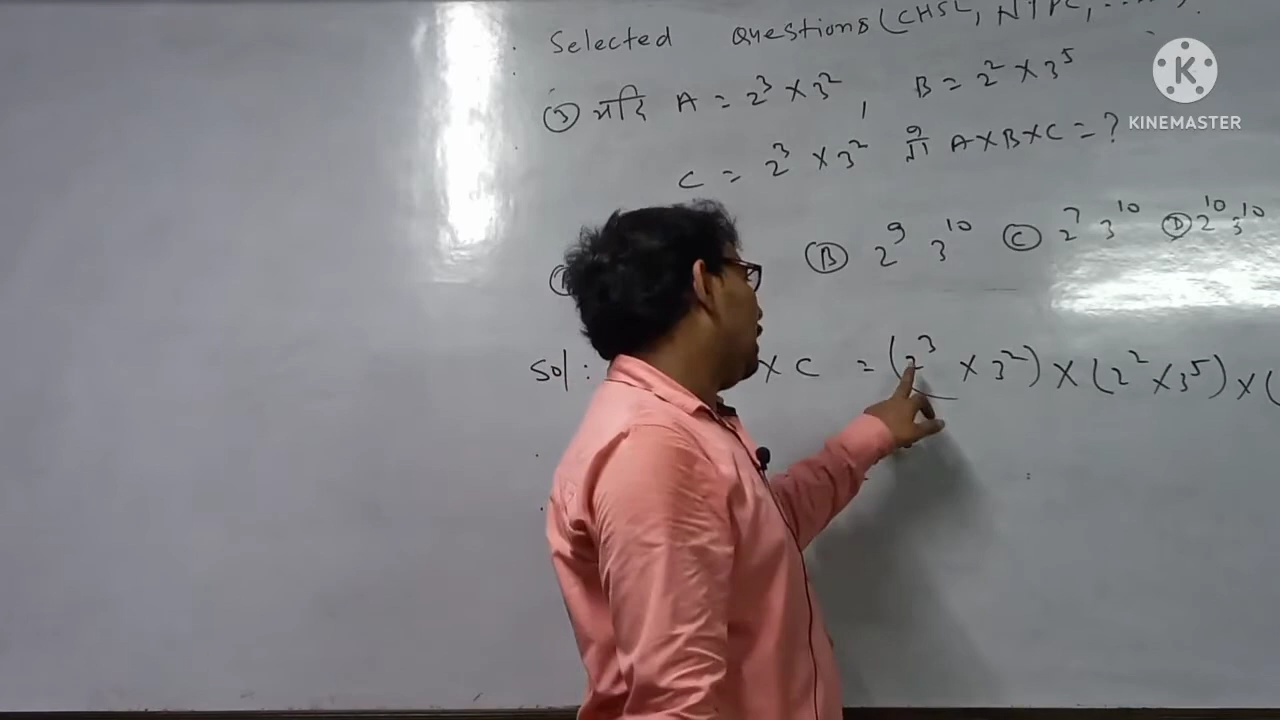 Selected Questions (CHSL, NTPC, .....).
③ यदि A = 2³ × 3², B = 2² × 3⁵
C = 2³ × 3² तो A×B×C = ?
Ⓑ 2⁹ 3¹⁰ Ⓒ 2⁷ 3¹⁰ Ⓓ 2¹⁰ 3¹⁰
Sol: × C = (2³ × 3²) × (2² × 3⁵) × (
K
KINEMASTER